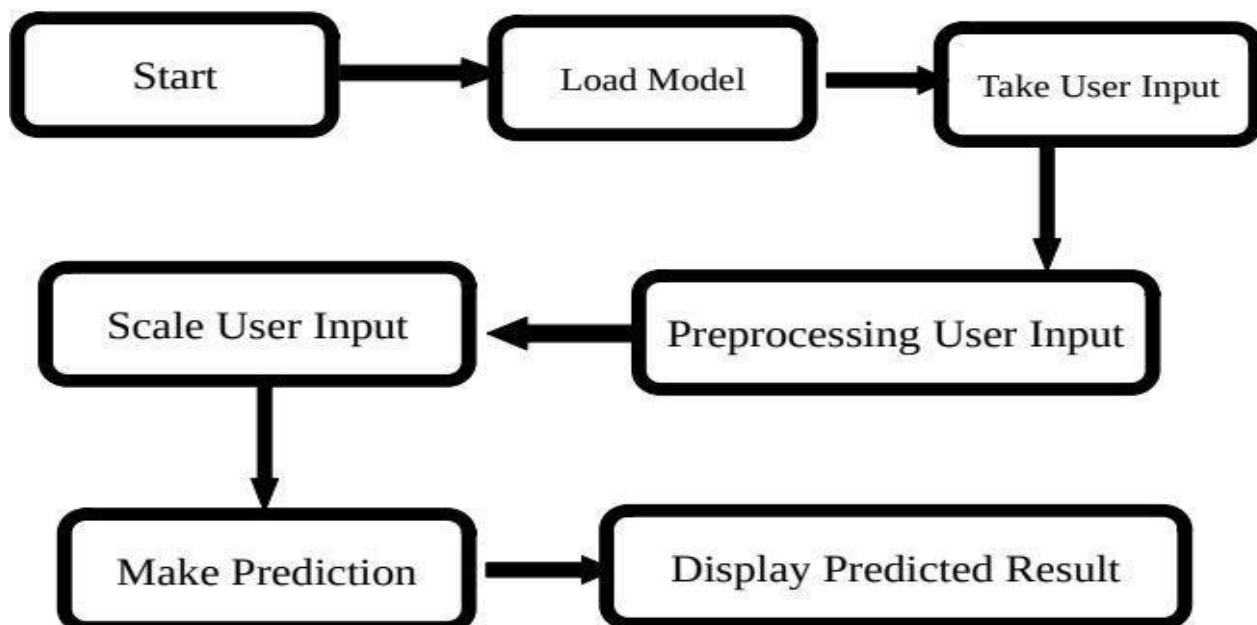 Start
Load Model
Take User Input
Preprocessing User Input
Scale User Input
Make Prediction
Display Predicted Result